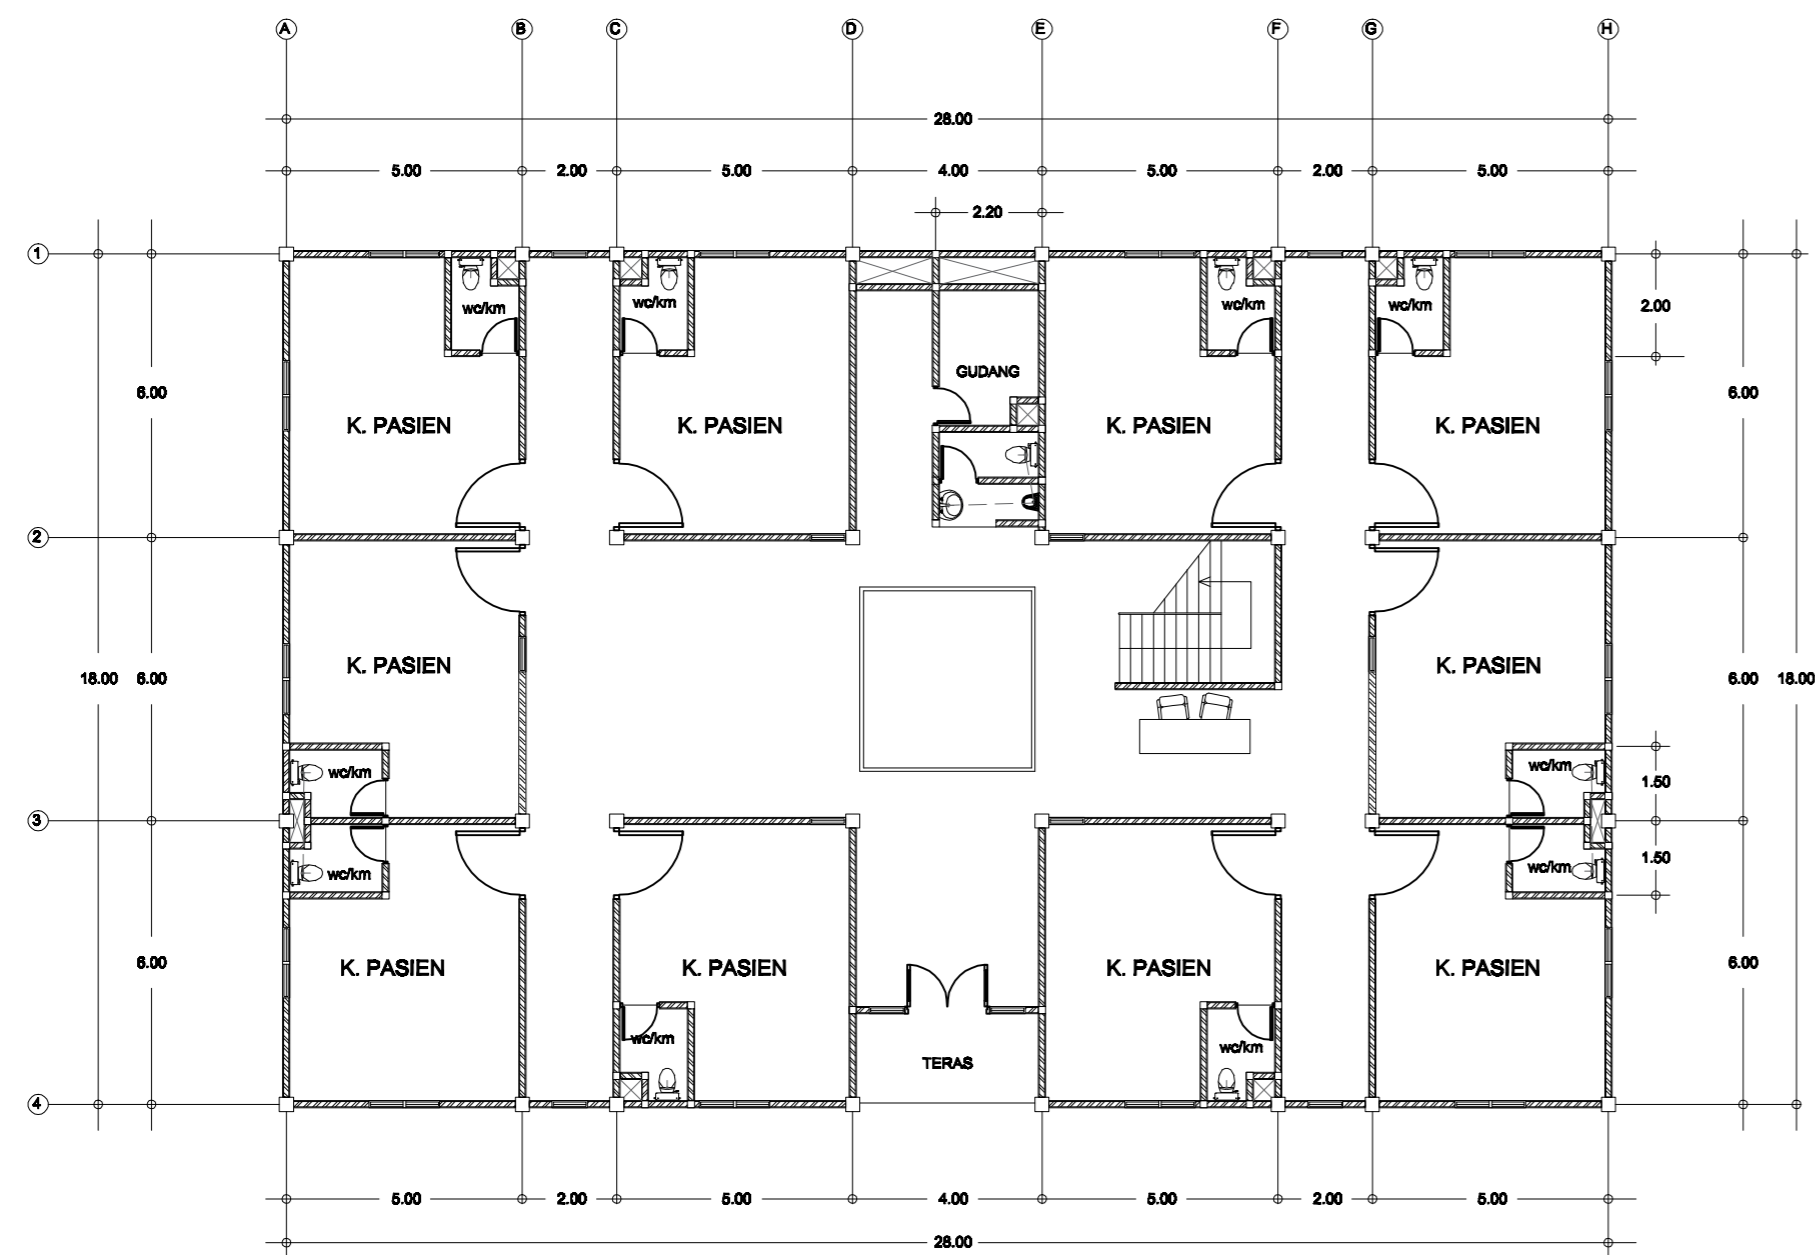 A B C D E F G H
28.00
5.00 2.00 5.00 4.00 5.00 2.00 5.00
2.20
1
wc/km wc/km wc/km wc/km
2.00
GUDANG
6.00 6.00
K. PASIEN K. PASIEN K. PASIEN K. PASIEN
2
K. PASIEN K. PASIEN
18.00 6.00 6.00 18.00
wc/km wc/km
1.50
3
1.50
wc/km wc/km
6.00 6.00
K. PASIEN K. PASIEN K. PASIEN K. PASIEN
wc/km wc/km
TERAS
4
5.00 2.00 5.00 4.00 5.00 2.00 5.00
28.00